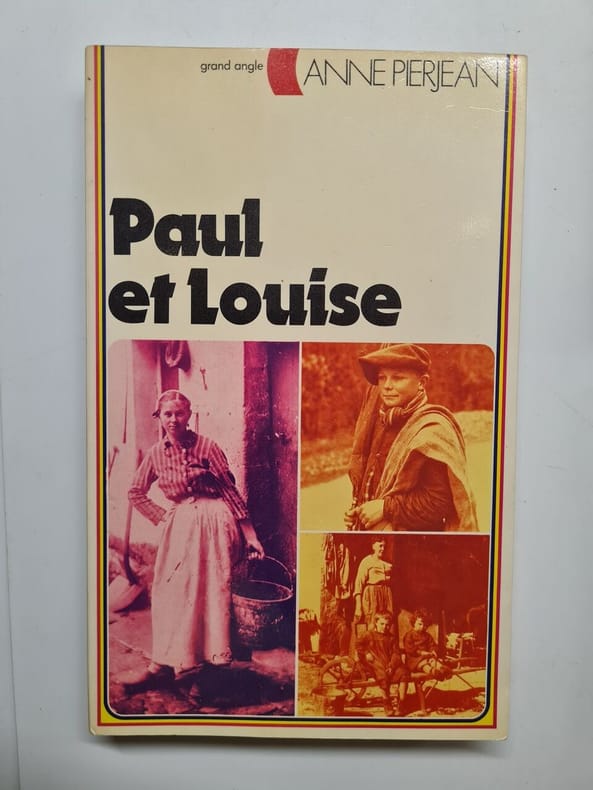 grand angle ANNE PIERJEAN
Paul
et Louise